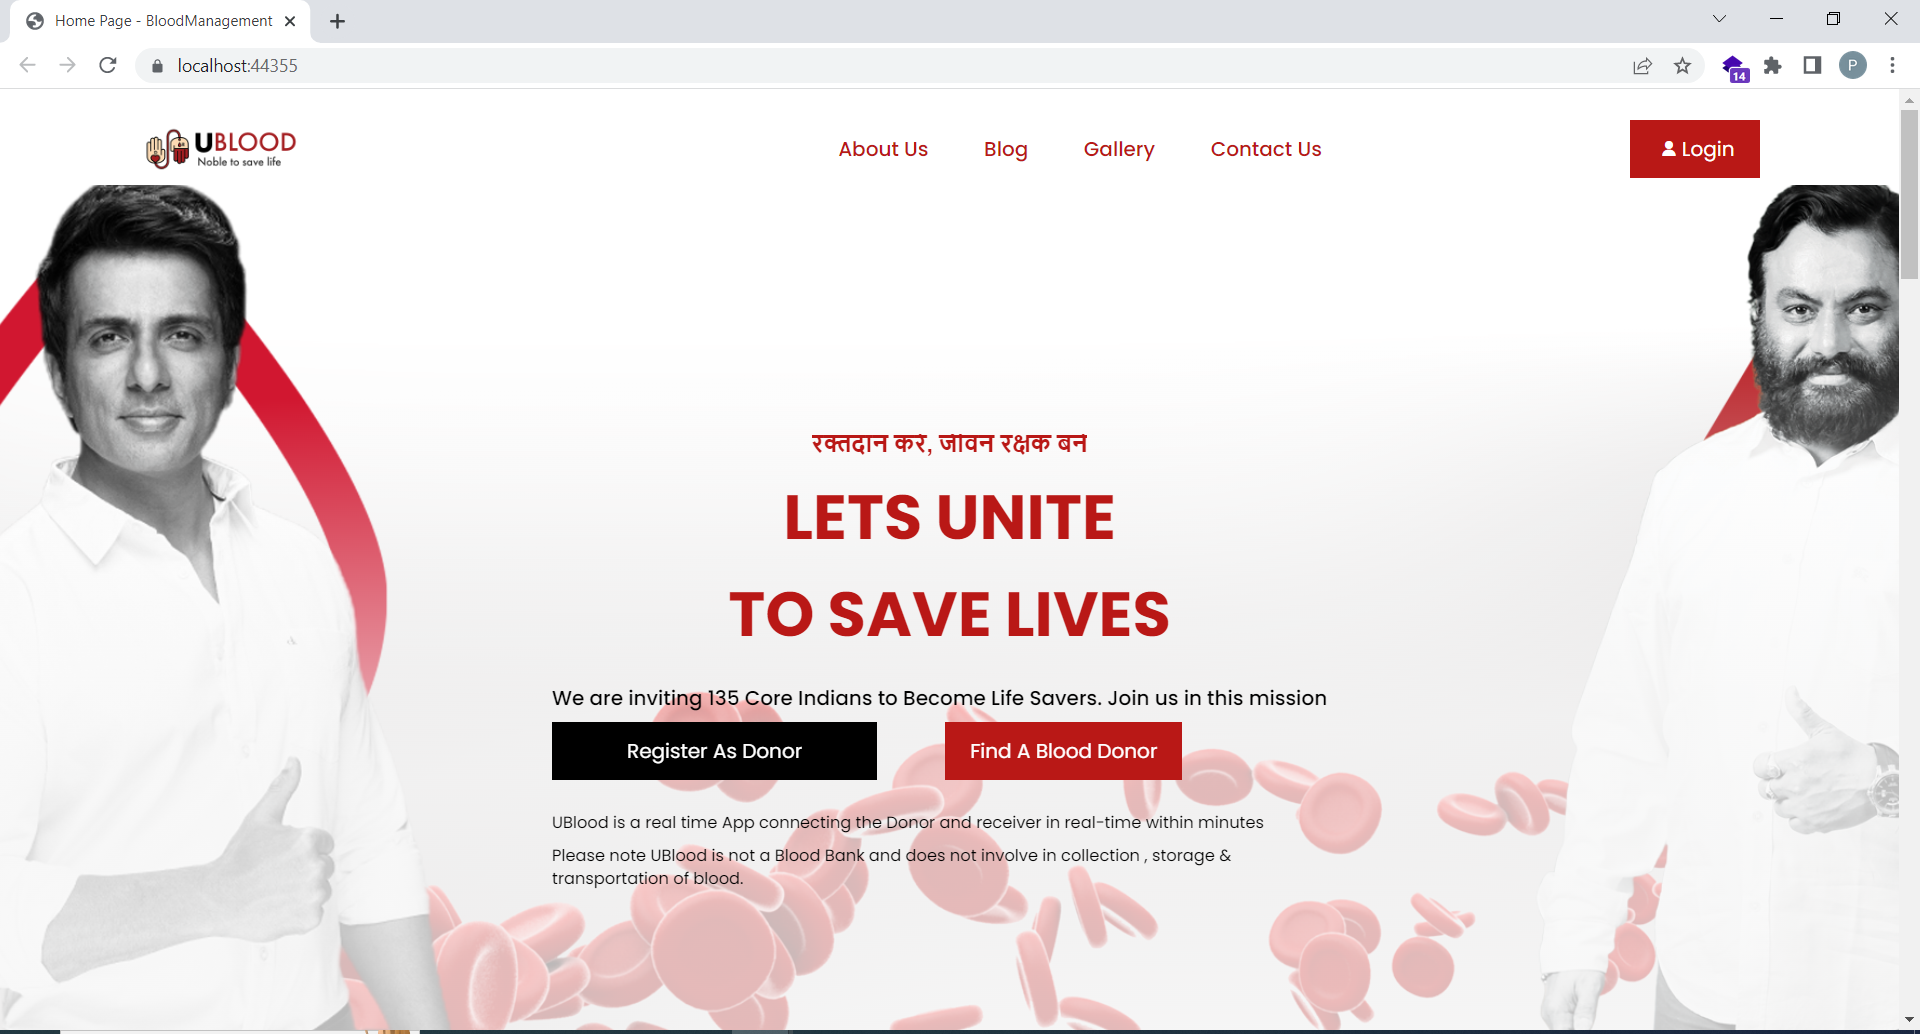 Home Page - BloodManagement
localhost:44355
14
P
UBLOOD
Noble to save life
About Us
Blog
Gallery
Contact Us
Login
रक्तदान करे, जीवन रक्षक बने
LETS UNITE
TO SAVE LIVES
We are inviting 135 Core Indians to Become Life Savers. Join us in this mission
Register As Donor
Find A Blood Donor
UBlood is a real time App connecting the Donor and receiver in real-time within minutes
Please note UBlood is not a Blood Bank and does not involve in collection , storage &
transportation of blood.